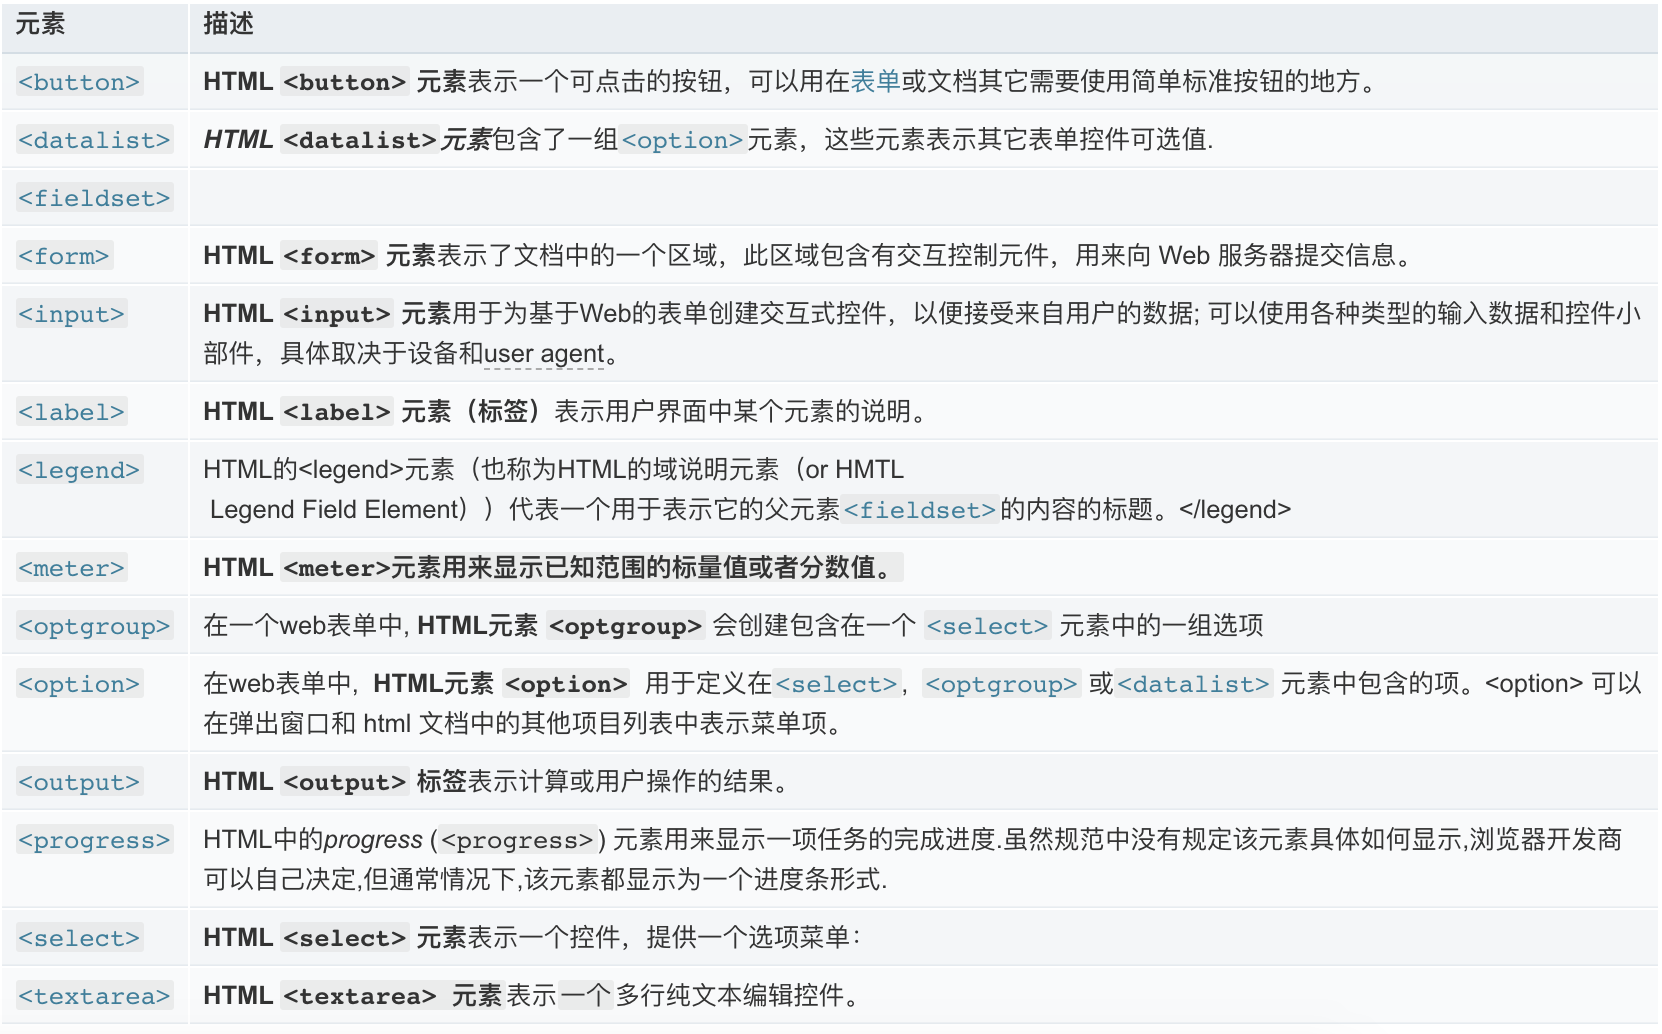 元素 描述
<button> HTML <button> 元素表示一个可点击的按钮，可以用在表单或文档其它需要使用简单标准按钮的地方。
<datalist> HTML <datalist>元素包含了一组<option>元素，这些元素表示其它表单控件可选值.
<fieldset>
<form> HTML <form> 元素表示了文档中的一个区域，此区域包含有交互控制元件，用来向 Web 服务器提交信息。
<input> HTML <input> 元素用于为基于Web的表单创建交互式控件，以便接受来自用户的数据; 可以使用各种类型的输入数据和控件小
部件，具体取决于设备和user agent。
<label> HTML <label> 元素（标签）表示用户界面中某个元素的说明。
<legend> HTML的<legend>元素（也称为HTML的域说明元素（or HMTL
Legend Field Element））代表一个用于表示它的父元素<fieldset>的内容的标题。</legend>
<meter> HTML <meter>元素用来显示已知范围的标量值或者分数值。
<optgroup> 在一个web表单中, HTML元素 <optgroup> 会创建包含在一个 <select> 元素中的一组选项
<option> 在web表单中, HTML元素 <option> 用于定义在<select>, <optgroup> 或<datalist> 元素中包含的项。<option> 可以
在弹出窗口和 html 文档中的其他项目列表中表示菜单项。
<output> HTML <output> 标签表示计算或用户操作的结果。
<progress> HTML中的progress (<progress>) 元素用来显示一项任务的完成进度.虽然规范中没有规定该元素具体如何显示,浏览器开发商
可以自己决定,但通常情况下,该元素都显示为一个进度条形式.
<select> HTML <select> 元素表示一个控件，提供一个选项菜单：
<textarea> HTML <textarea> 元素表示一个多行纯文本编辑控件。